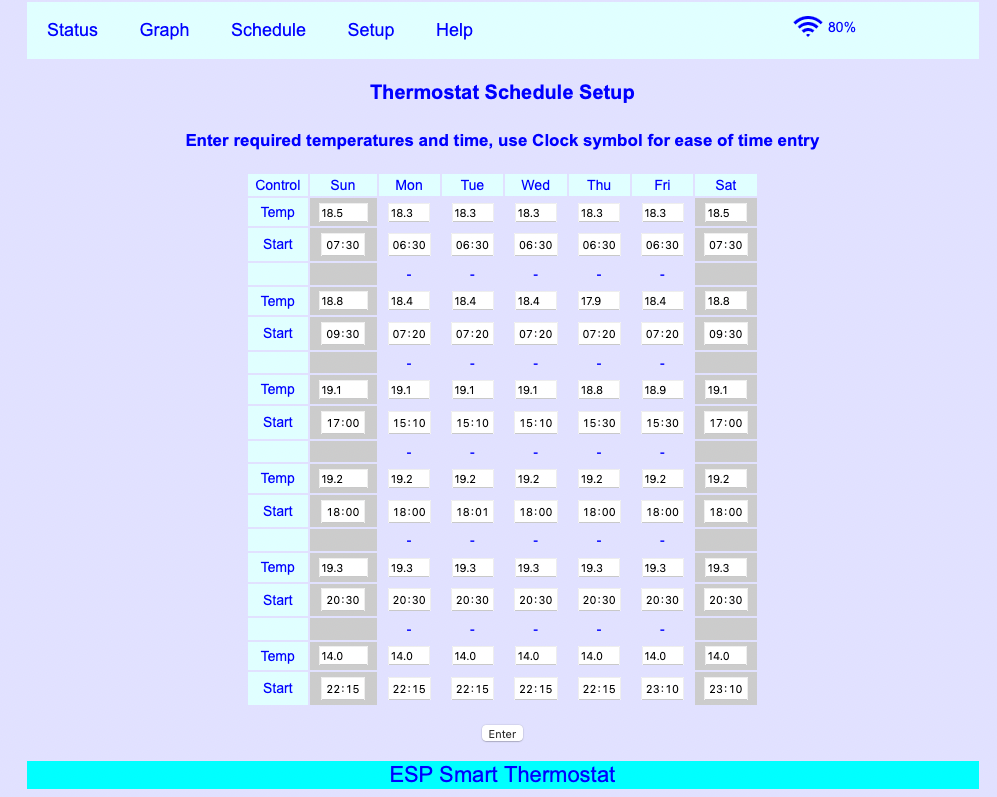 Status Graph Schedule Setup Help 80%
Thermostat Schedule Setup
Enter required temperatures and time, use Clock symbol for ease of time entry
Control Sun Mon Tue Wed Thu Fri Sat
Temp 18.5 18.3 18.3 18.3 18.3 18.3 18.5
Start 07:30 06:30 06:30 06:30 06:30 06:30 07:30
- - - - -
Temp 18.8 18.4 18.4 18.4 17.9 18.4 18.8
Start 09:30 07:20 07:20 07:20 07:20 07:20 09:30
- - - - -
Temp 19.1 19.1 19.1 19.1 18.8 18.9 19.1
Start 17:00 15:10 15:10 15:10 15:30 15:30 17:00
- - - - -
Temp 19.2 19.2 19.2 19.2 19.2 19.2 19.2
Start 18:00 18:00 18:01 18:00 18:00 18:00 18:00
- - - - -
Temp 19.3 19.3 19.3 19.3 19.3 19.3 19.3
Start 20:30 20:30 20:30 20:30 20:30 20:30 20:30
- - - - -
Temp 14.0 14.0 14.0 14.0 14.0 14.0 14.0
Start 22:15 22:15 22:15 22:15 22:15 23:10 23:10
Enter
ESP Smart Thermostat